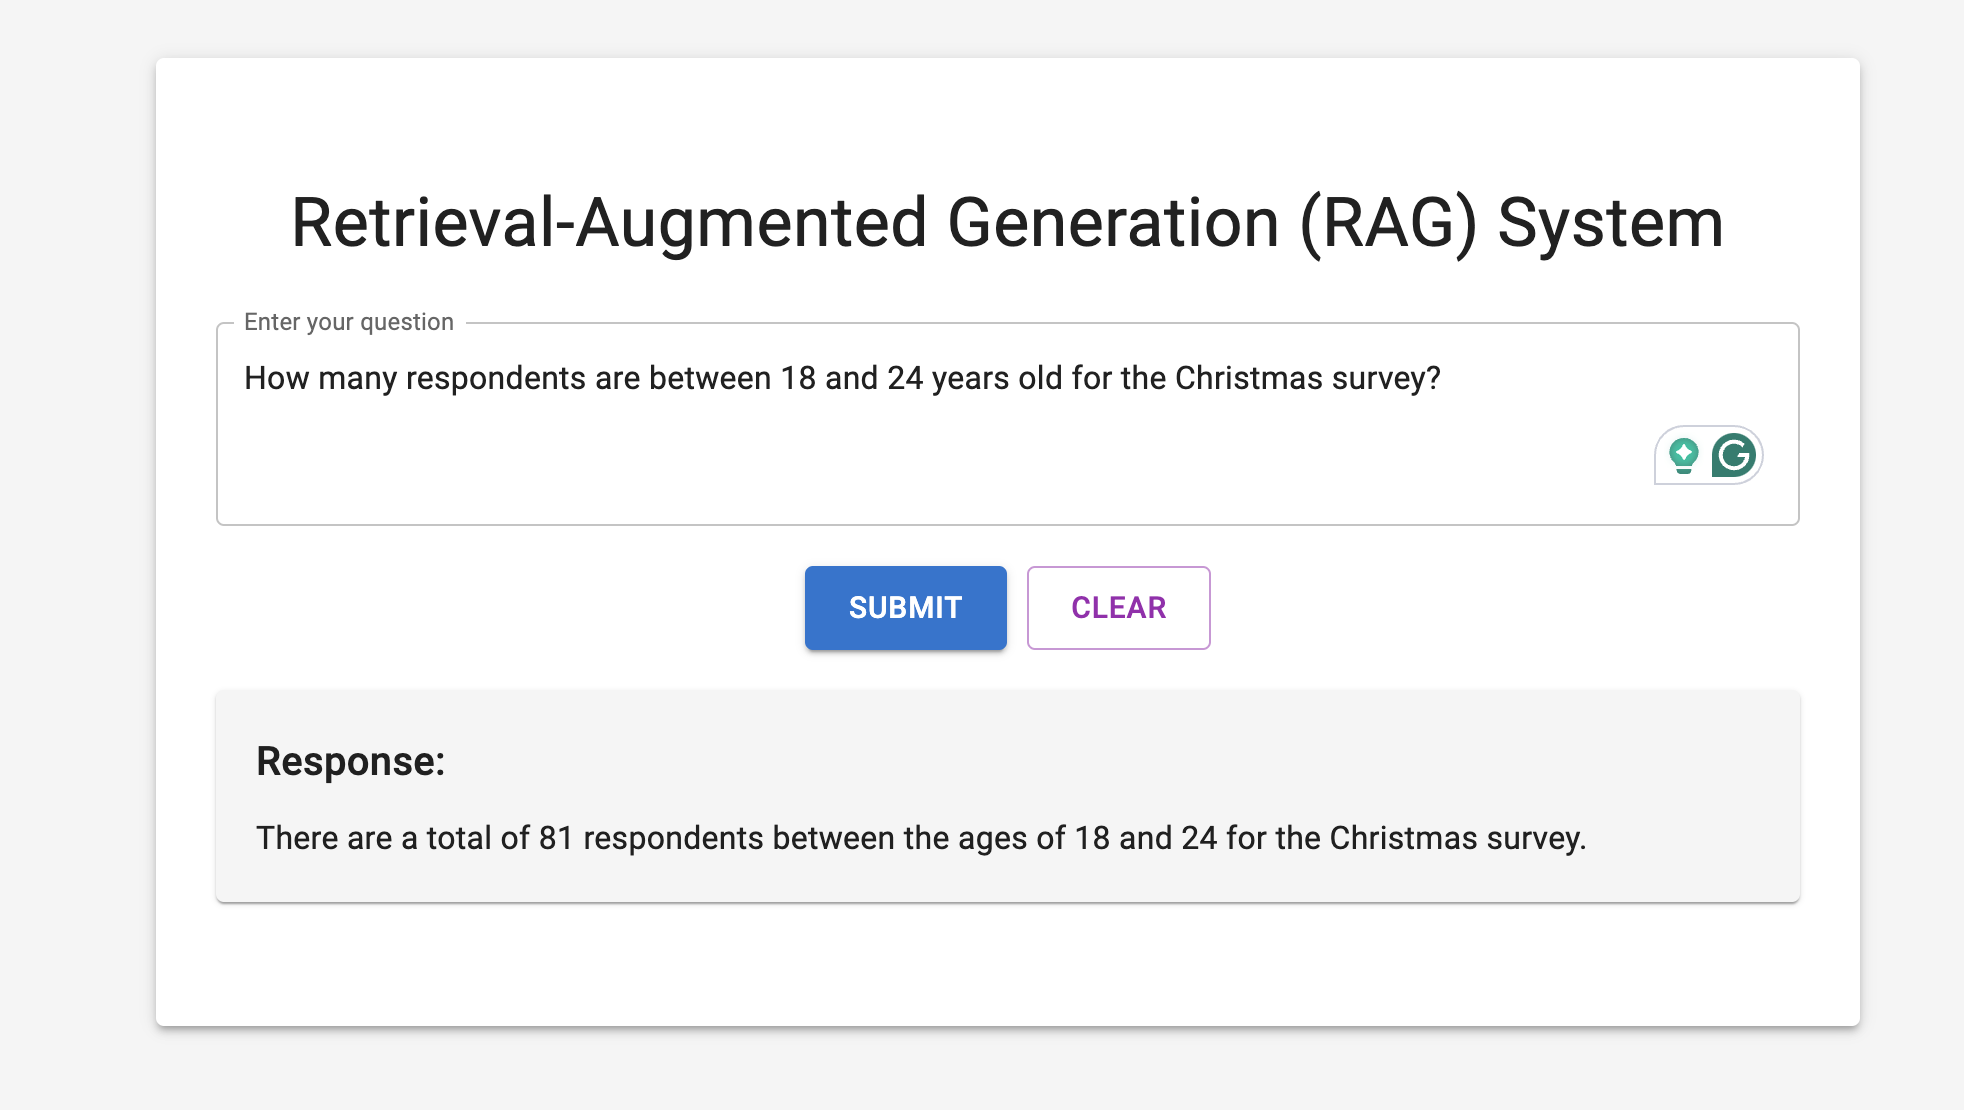 Retrieval-Augmented Generation (RAG) System
Enter your question
How many respondents are between 18 and 24 years old for the Christmas survey?
SUBMIT
CLEAR
Response:
There are a total of 81 respondents between the ages of 18 and 24 for the Christmas survey.